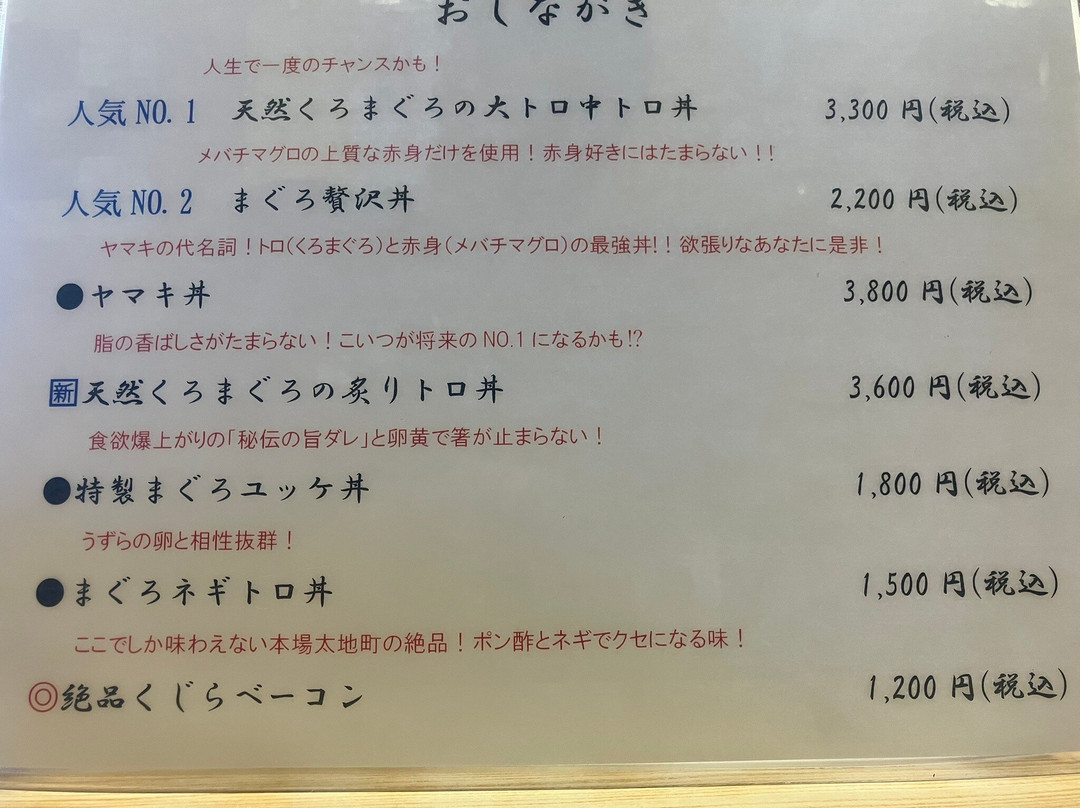 おしながき
人生で一度のチャンスかも！
人気NO.1 天然くろまぐろの大トロ中トロ丼 3,300円(税込)
メバチマグロの上質な赤身だけを使用！赤身好きにはたまらない！！
人気NO.2 まぐろ贅沢丼 2,200円(税込)
ヤマキの代名詞！トロ(くろまぐろ)と赤身(メバチマグロ)の最強丼!！欲張りなあなたに是非！
●ヤマキ丼 3,800円(税込)
脂の香ばしさがたまらない！こいつが将来のNO.1になるかも!?
新天然くろまぐろの炙りトロ丼 3,600円(税込)
食欲爆上がりの「秘伝の旨ダレ」と卵黄で箸が止まらない！
●特製まぐろユッケ丼 1,800円(税込)
うずらの卵と相性抜群！
●まぐろネギトロ丼 1,500円(税込)
ここでしか味わえない本場太地町の絶品！ポン酢とネギでクセになる味！
◎絶品くじらベーコン 1,200円(税込)